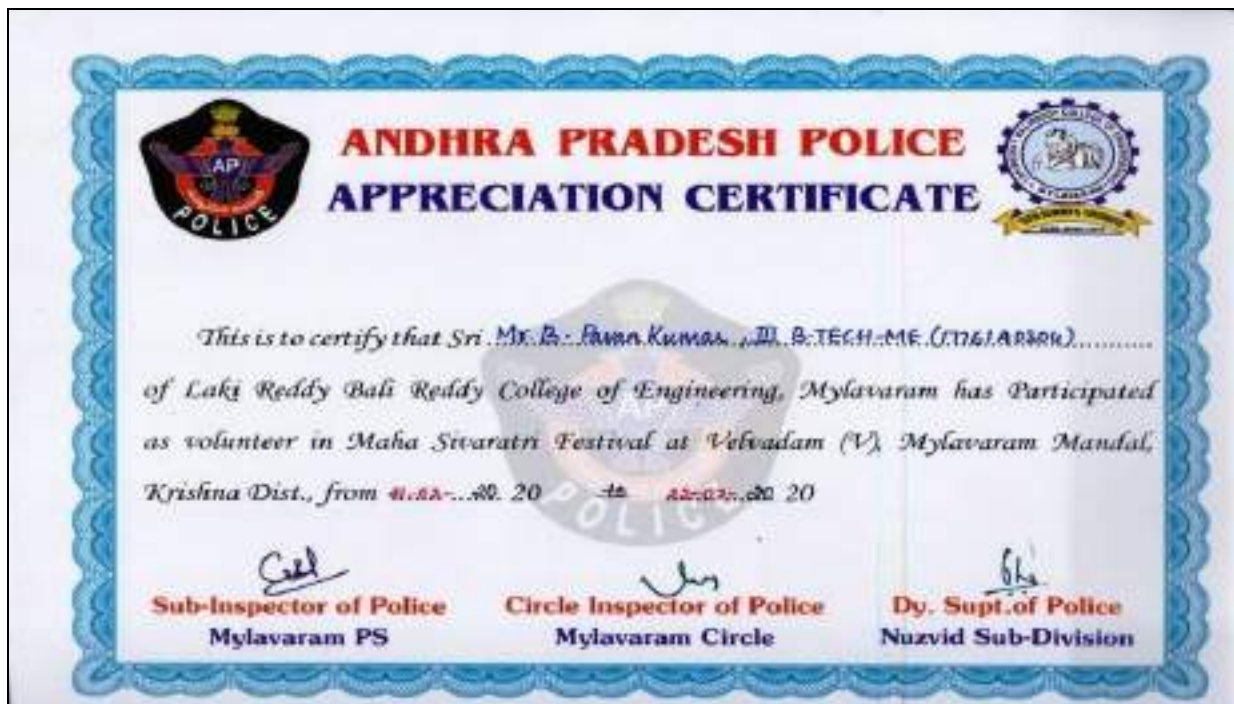 ANDHRA PRADESH POLICE
APPRECIATION CERTIFICATE
AP
POLICE
This is to certify that Sri Mr. B. Pavan Kumar, III B-TECH-ME
of Laki Reddy Bali Reddy College of Engineering, Mylavaram has Participated
as volunteer in Maha Sivaratri Festival at Velvadam (V), Mylavaram Mandal,
Krishna Dist., from 20 to 20
Sub-Inspector of Police Circle Inspector of Police Dy. Supt.of Police
Mylavaram PS Mylavaram Circle Nuzvid Sub-Division